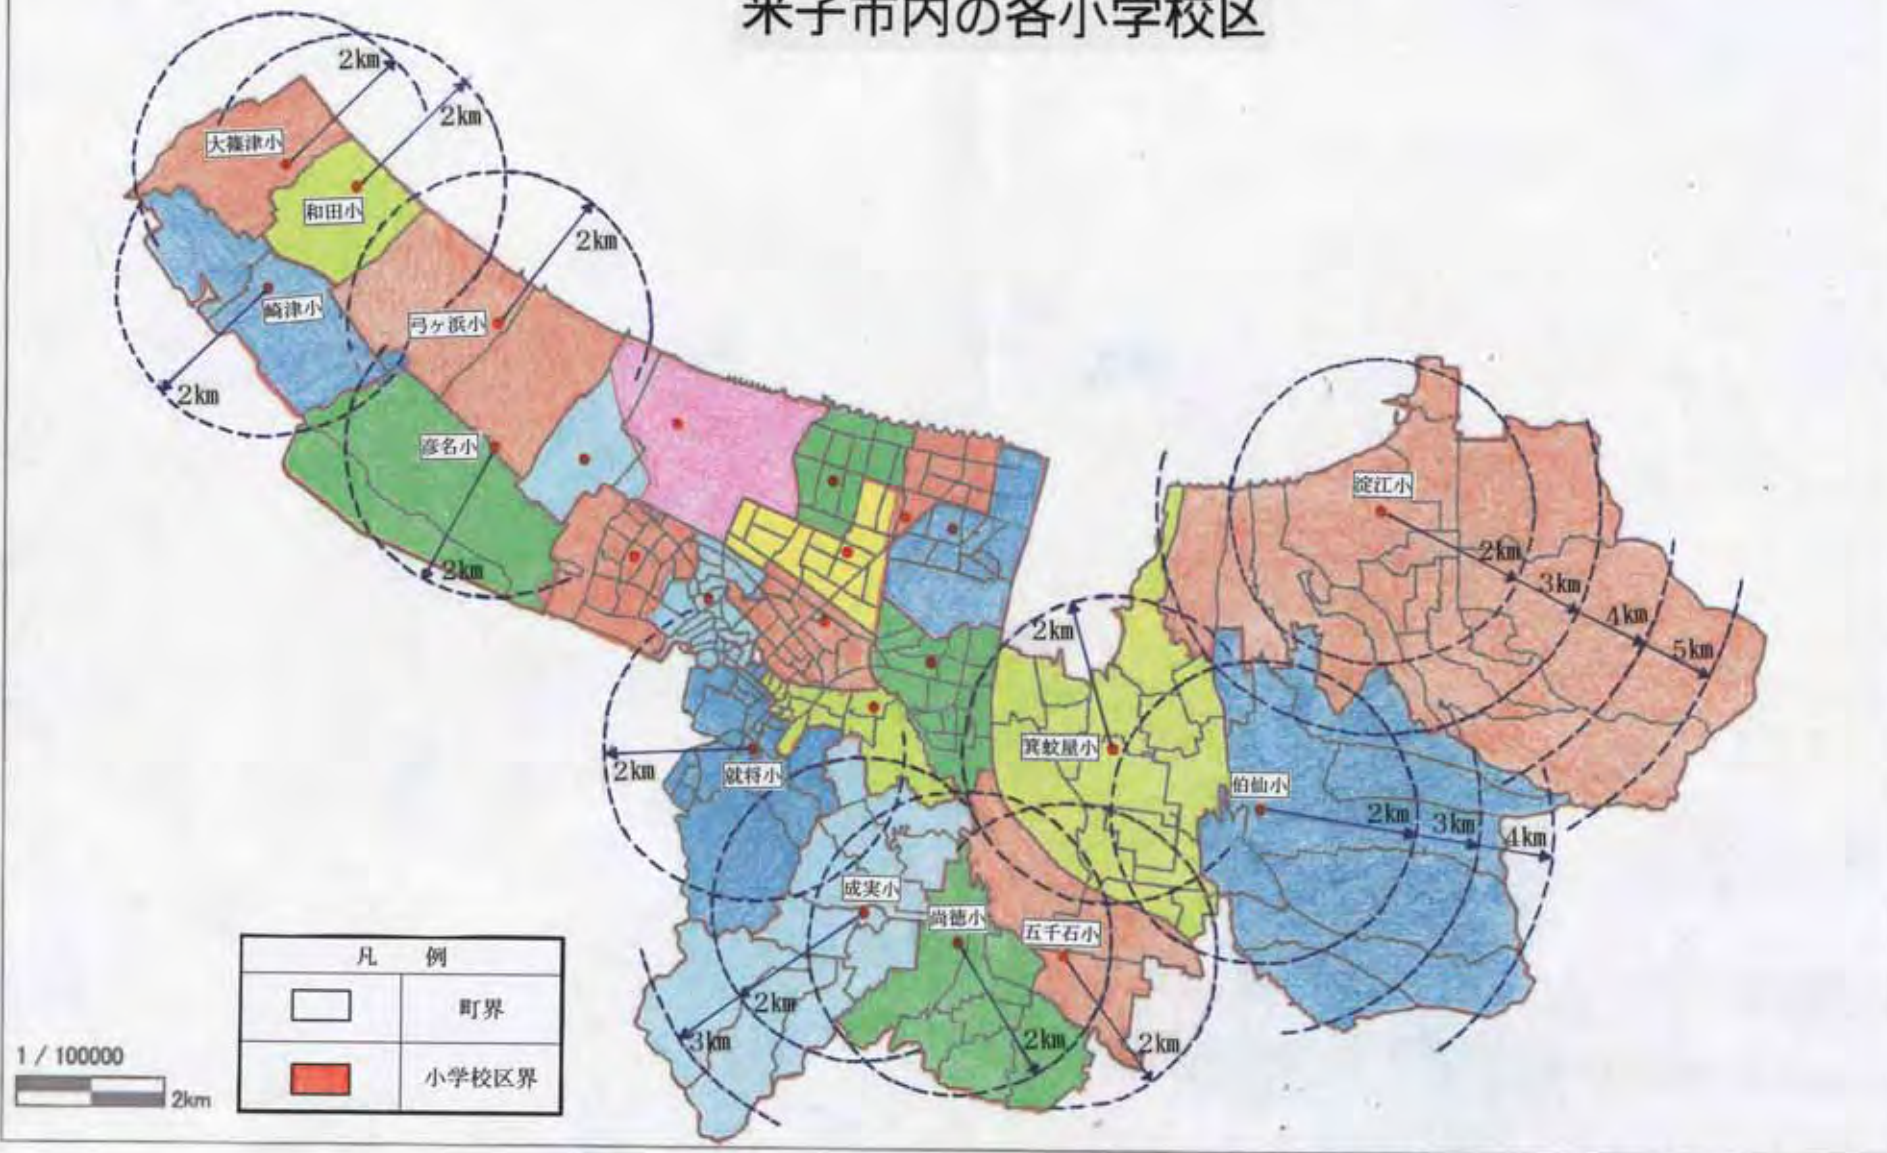 米子市内の各小学校区
2km
2km
大篠津小
和田小
2km
崎津小
弓ヶ浜小
2km
彦名小
2km
淀江小
2km
3km
4km
5km
2km
箕蚊屋小
2km
就将小
伯仙小
2km
3km
4km
成実小
尚徳小
五千石小
2km
3km
2km
2km
凡 例
町界
小学校区界
1 / 100000
2km